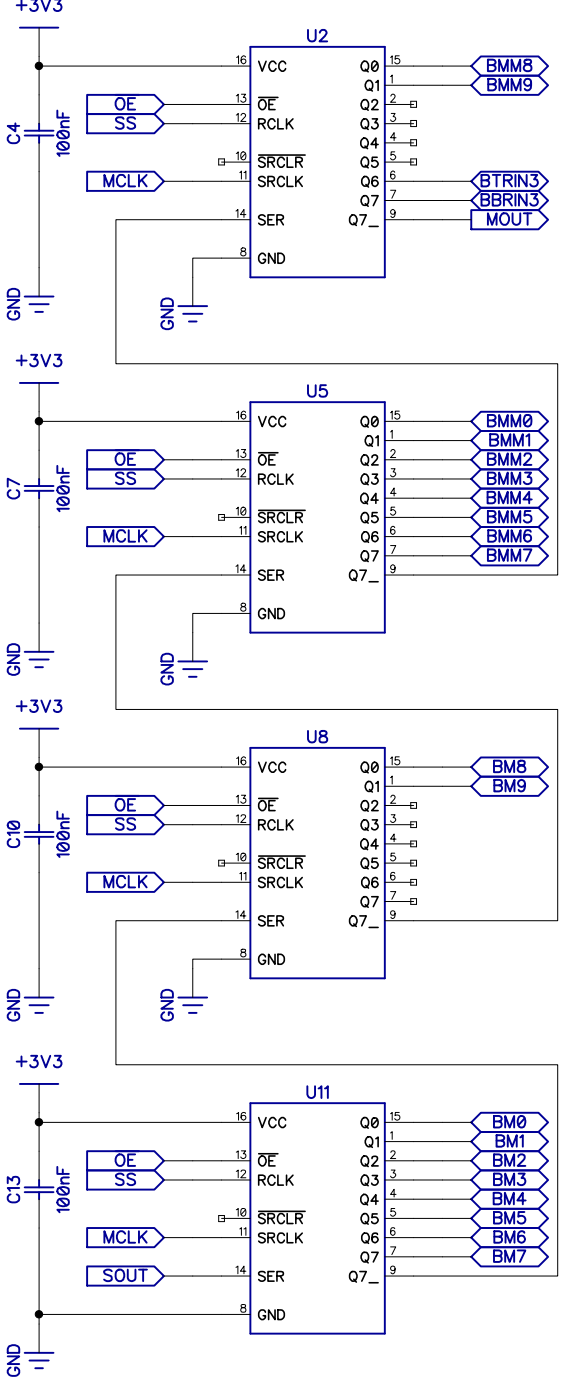 +3V3
U2
16 VCC Q0 15 BMM8
Q1 1 BMM9
OE 13 OE Q2 2
SS 12 RCLK Q3 3
C4 100nF Q4 4
10 SRCLR Q5 5
MCLK 11 SRCLK Q6 6 BTRIN3
Q7 7 BBRIN3
14 SER Q7_ 9 MOUT
8 GND
GND GND
+3V3
U5
16 VCC Q0 15 BMM0
Q1 1 BMM1
OE 13 OE Q2 2 BMM2
SS 12 RCLK Q3 3 BMM3
C7 100nF Q4 4 BMM4
10 SRCLR Q5 5 BMM5
MCLK 11 SRCLK Q6 6 BMM6
Q7 7 BMM7
14 SER Q7_ 9
8 GND
GND GND
+3V3
U8
16 VCC Q0 15 BM8
Q1 1 BM9
OE 13 OE Q2 2
SS 12 RCLK Q3 3
C10 100nF Q4 4
10 SRCLR Q5 5
MCLK 11 SRCLK Q6 6
Q7 7
14 SER Q7_ 9
8 GND
GND GND
+3V3
U11
16 VCC Q0 15 BM0
Q1 1 BM1
OE 13 OE Q2 2 BM2
SS 12 RCLK Q3 3 BM3
C13 100nF Q4 4 BM4
10 SRCLR Q5 5 BM5
MCLK 11 SRCLK Q6 6 BM6
Q7 7 BM7
SOUT 14 SER Q7_ 9
8 GND
GND